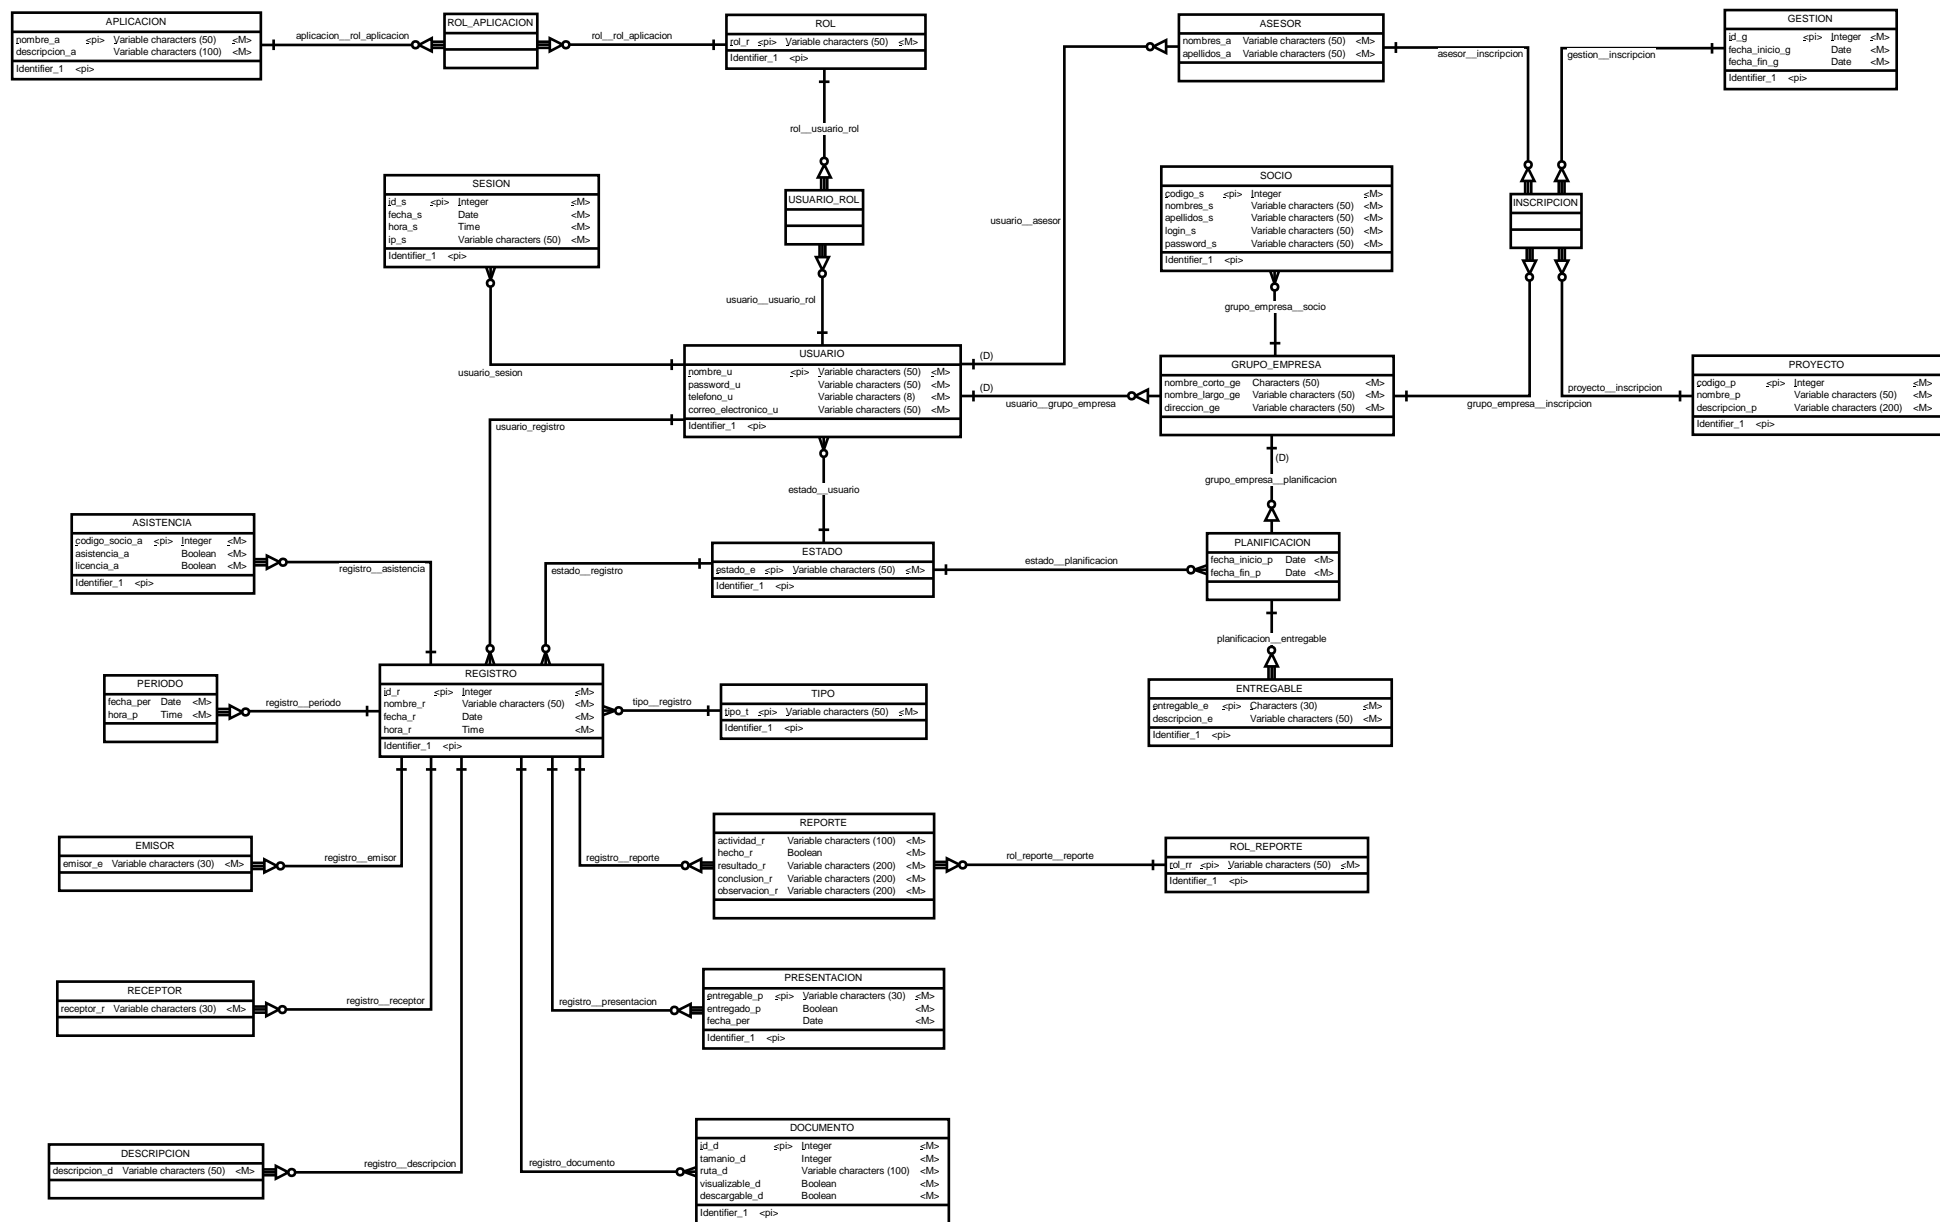 APLICACION
nombre_a <pi> Variable characters (50) <M>
descripcion_a Variable characters (100) <M>
Identifier_1 <pi>
aplicacion__rol_aplicacion
ROL_APLICACION
rol__rol_aplicacion
ROL
rol_r <pi> Variable characters (50) <M>
Identifier_1 <pi>
rol__usuario_rol
USUARIO_ROL
usuario__usuario_rol
ASESOR
nombres_a Variable characters (50) <M>
apellidos_a Variable characters (50) <M>
usuario__asesor
asesor_inscripcion
gestion__inscripcion
GESTION
id_g <pi> Integer <M>
fecha_inicio_g Date <M>
fecha_fin_g Date <M>
Identifier_1 <pi>
SESION
id_s <pi> Integer <M>
fecha_s Date <M>
hora_s Time <M>
ip_s Variable characters (50) <M>
Identifier_1 <pi>
usuario_sesion
SOCIO
codigo_s <pi> Integer <M>
nombres_s Variable characters (50) <M>
apellidos_s Variable characters (50) <M>
login_s Variable characters (50) <M>
password_s Variable characters (50) <M>
Identifier_1 <pi>
grupo_empresa__socio
INSCRIPCION
USUARIO
nombre_u <pi> Variable characters (50) <M>
password_u Variable characters (50) <M>
telefono_u Variable characters (8) <M>
correo_electronico_u Variable characters (50) <M>
Identifier_1 <pi>
(D)
(D)
usuario__grupo_empresa
GRUPO_EMPRESA
nombre_corto_ge Characters (50) <M>
nombre_largo_ge Variable characters (50) <M>
direccion_ge Variable characters (50) <M>
grupo_empresa__inscripcion
proyecto__inscripcion
PROYECTO
codigo_p <pi> Integer <M>
nombre_p Variable characters (50) <M>
descripcion_p Variable characters (200) <M>
Identifier_1 <pi>
usuario_registro
estado__usuario
(D)
grupo_empresa__planificacion
ASISTENCIA
codigo_socio_a <pi> Integer <M>
asistencia_a Boolean <M>
licencia_a Boolean <M>
Identifier_1 <pi>
registro__asistencia
estado__registro
ESTADO
estado_e <pi> Variable characters (50) <M>
Identifier_1 <pi>
estado__planificacion
PLANIFICACION
fecha_inicio_p Date <M>
fecha_fin_p Date <M>
planificacion__entregable
PERIODO
fecha_per Date <M>
hora_p Time <M>
registro__periodo
REGISTRO
id_r <pi> Integer <M>
nombre_r Variable characters (50) <M>
fecha_r Date <M>
hora_r Time <M>
Identifier_1 <pi>
tipo__registro
TIPO
tipo_t <pi> Variable characters (50) <M>
Identifier_1 <pi>
ENTREGABLE
entregable_e <pi> Characters (30) <M>
descripcion_e Variable characters (50) <M>
Identifier_1 <pi>
EMISOR
emisor_e Variable characters (30) <M>
registro__emisor
registro__reporte
REPORTE
actividad_r Variable characters (100) <M>
hecho_r Boolean <M>
resultado_r Variable characters (200) <M>
conclusion_r Variable characters (200) <M>
observacion_r Variable characters (200) <M>
rol_reporte__reporte
ROL_REPORTE
rol_rr <pi> Variable characters (50) <M>
Identifier_1 <pi>
RECEPTOR
receptor_r Variable characters (30) <M>
registro__receptor
registro__presentacion
PRESENTACION
entregable_p <pi> Variable characters (30) <M>
entregado_p Boolean <M>
fecha_per Date <M>
Identifier_1 <pi>
DESCRIPCION
descripcion_d Variable characters (50) <M>
registro__descripcion
registro_documento
DOCUMENTO
id_d <pi> Integer <M>
tamanio_d Integer <M>
ruta_d Variable characters (100) <M>
visualizable_d Boolean <M>
descargable_d Boolean <M>
Identifier_1 <pi>